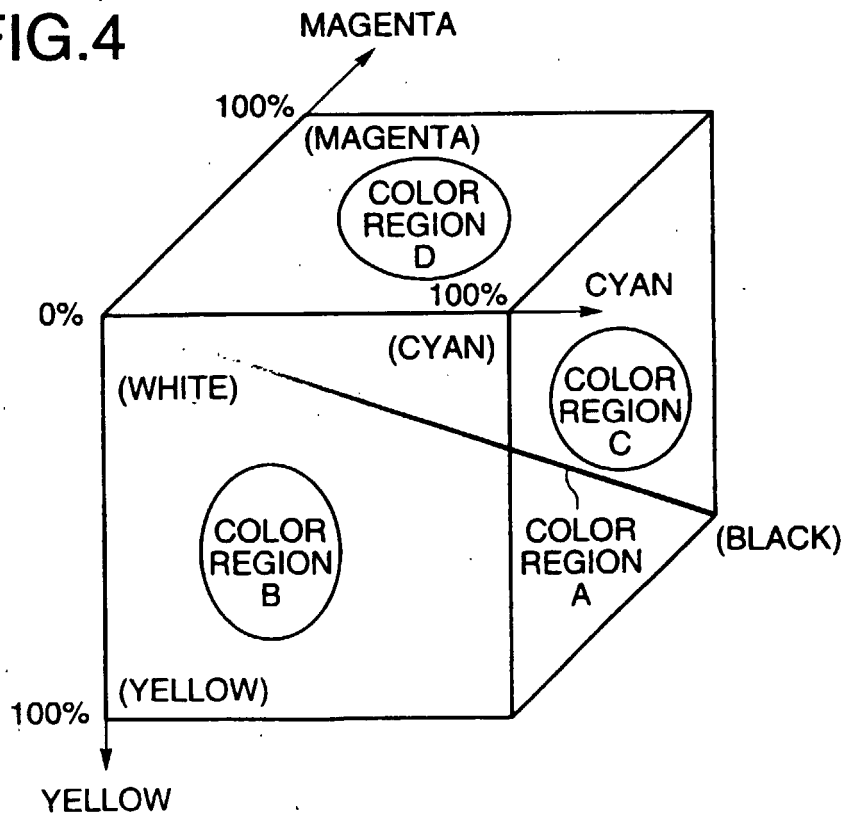 FIG.4
MAGENTA
100%
(MAGENTA)
COLOR
REGION
D
100%
CYAN
0%
(CYAN)
(WHITE)
COLOR
REGION
C
COLOR
REGION
B
COLOR
REGION
A
(BLACK)
(YELLOW)
100%
YELLOW